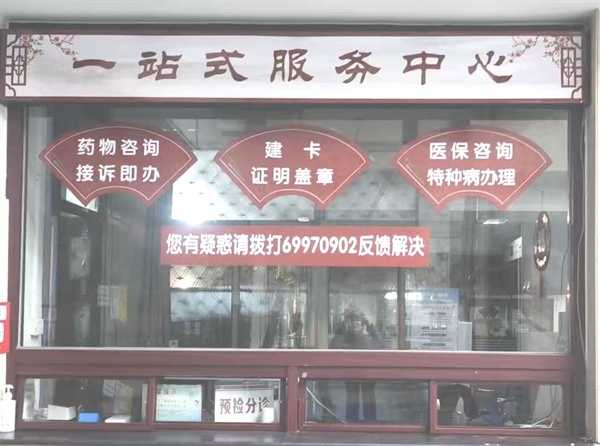 一站式服务中心
药物咨询
接诉即办
建 卡
证明盖章
医保咨询
特种病办理
您有疑惑请拨打69970902反馈解决
预检分诊